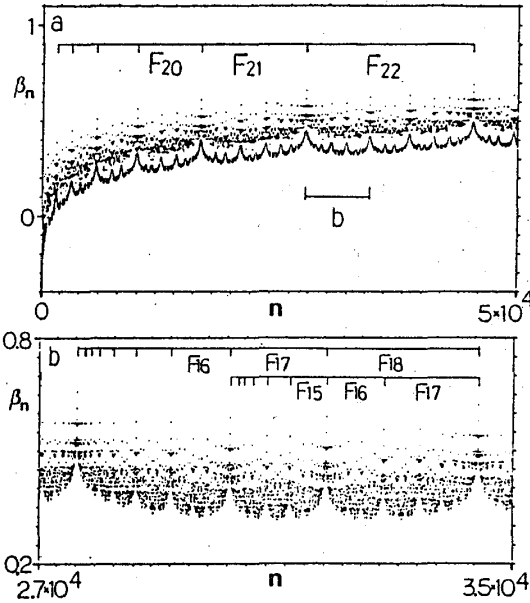 1
a
F20 F21 F22
βn
0
b
0 n 5·10⁴
0.8
b
F16 F17 F18
F15 F16 F17
βn
0.2
2.7·10⁴ n 3.5·10⁴